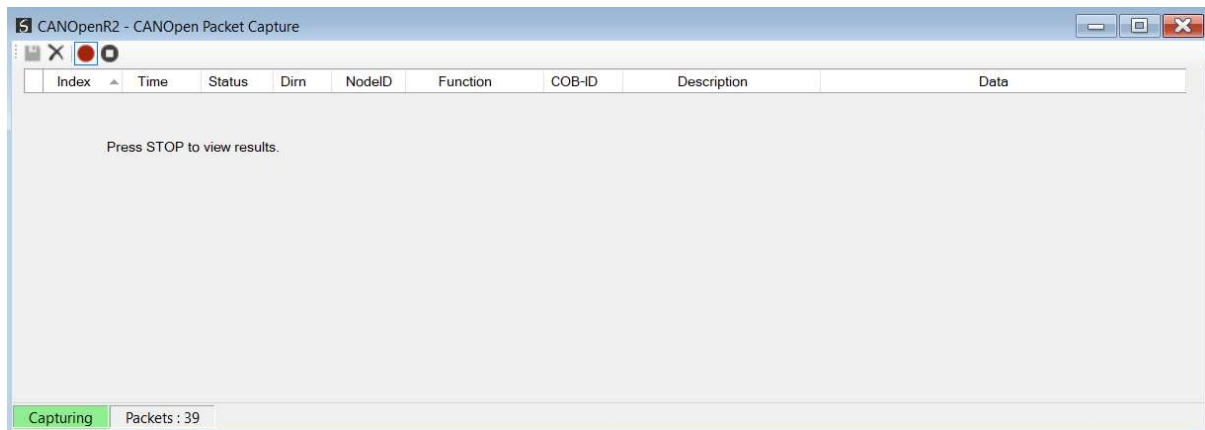 CANOpenR2 - CANOpen Packet Capture
Index Time Status Dirn NodeID Function COB-ID Description Data
Press STOP to view results.
Capturing Packets : 39